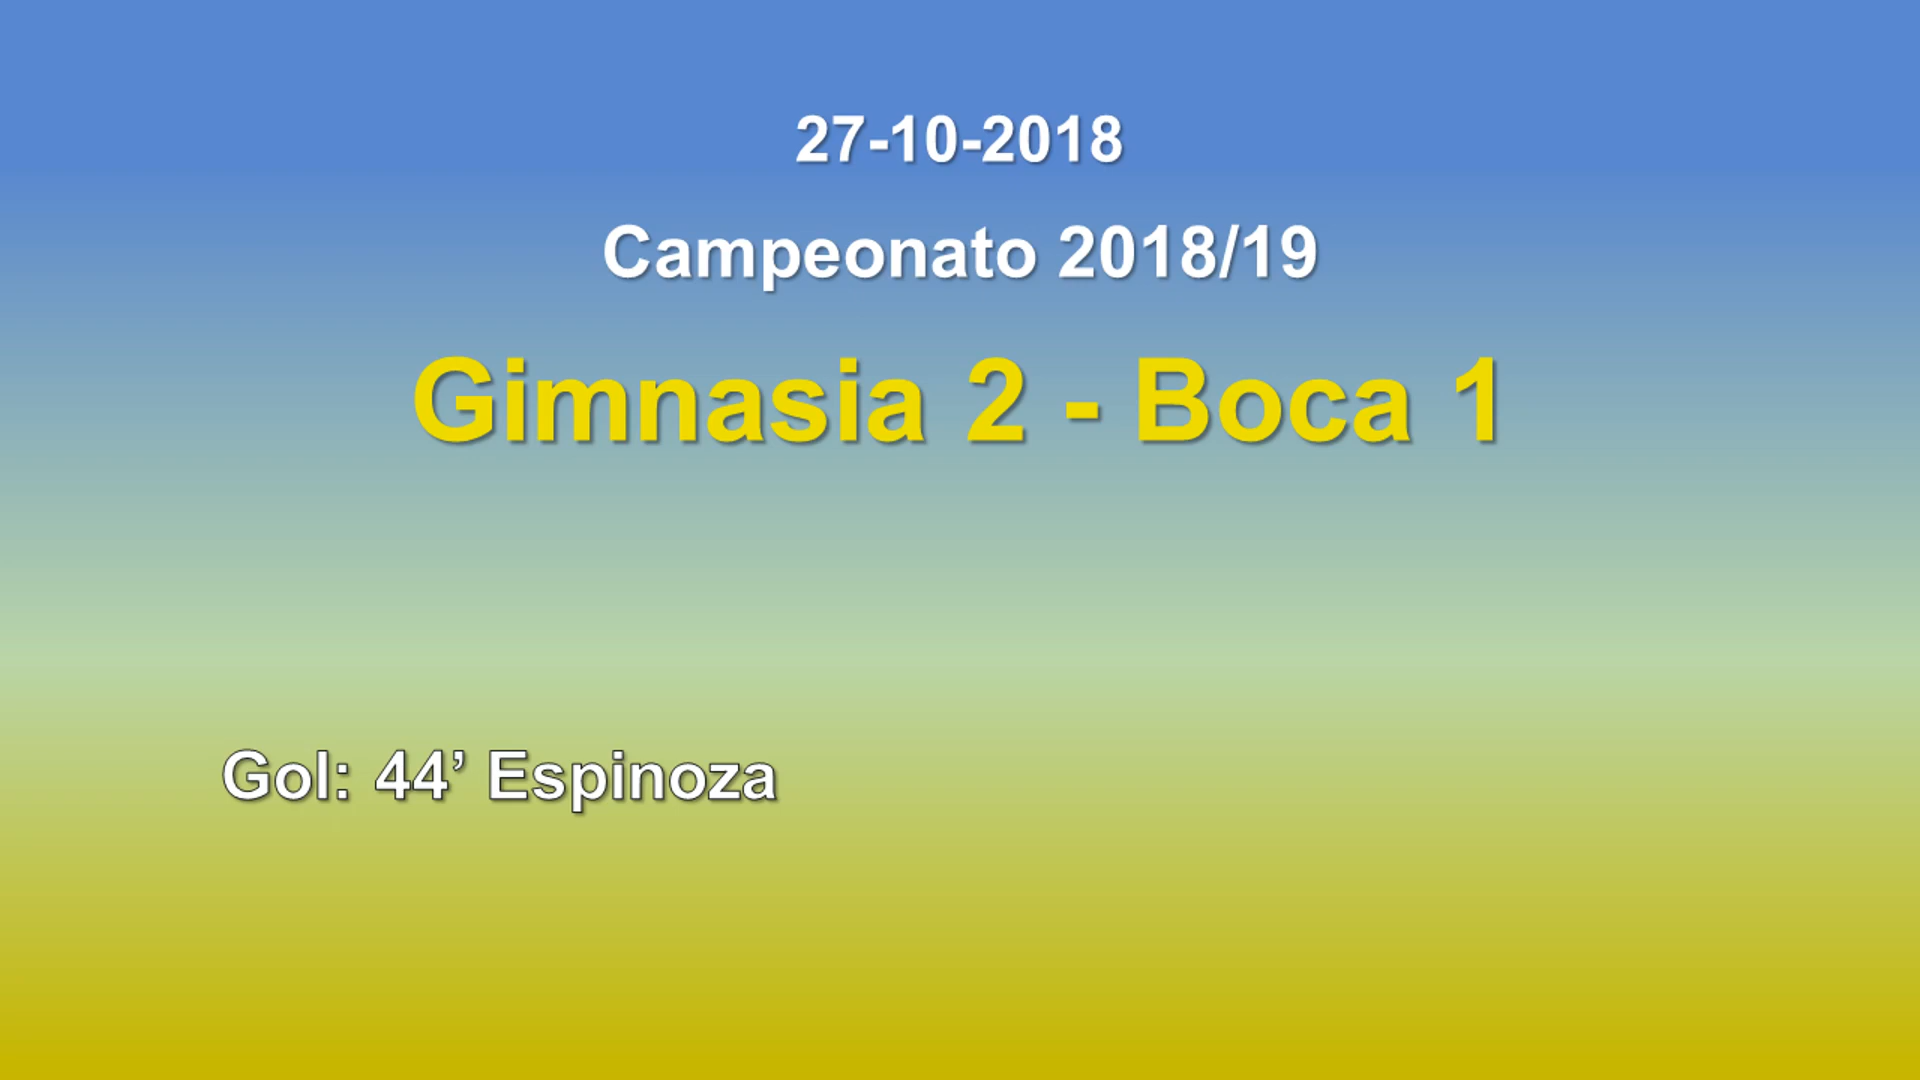 27-10-2018
Campeonato 2018/19
Gimnasia 2 - Boca 1
Gol: 44’ Espinoza